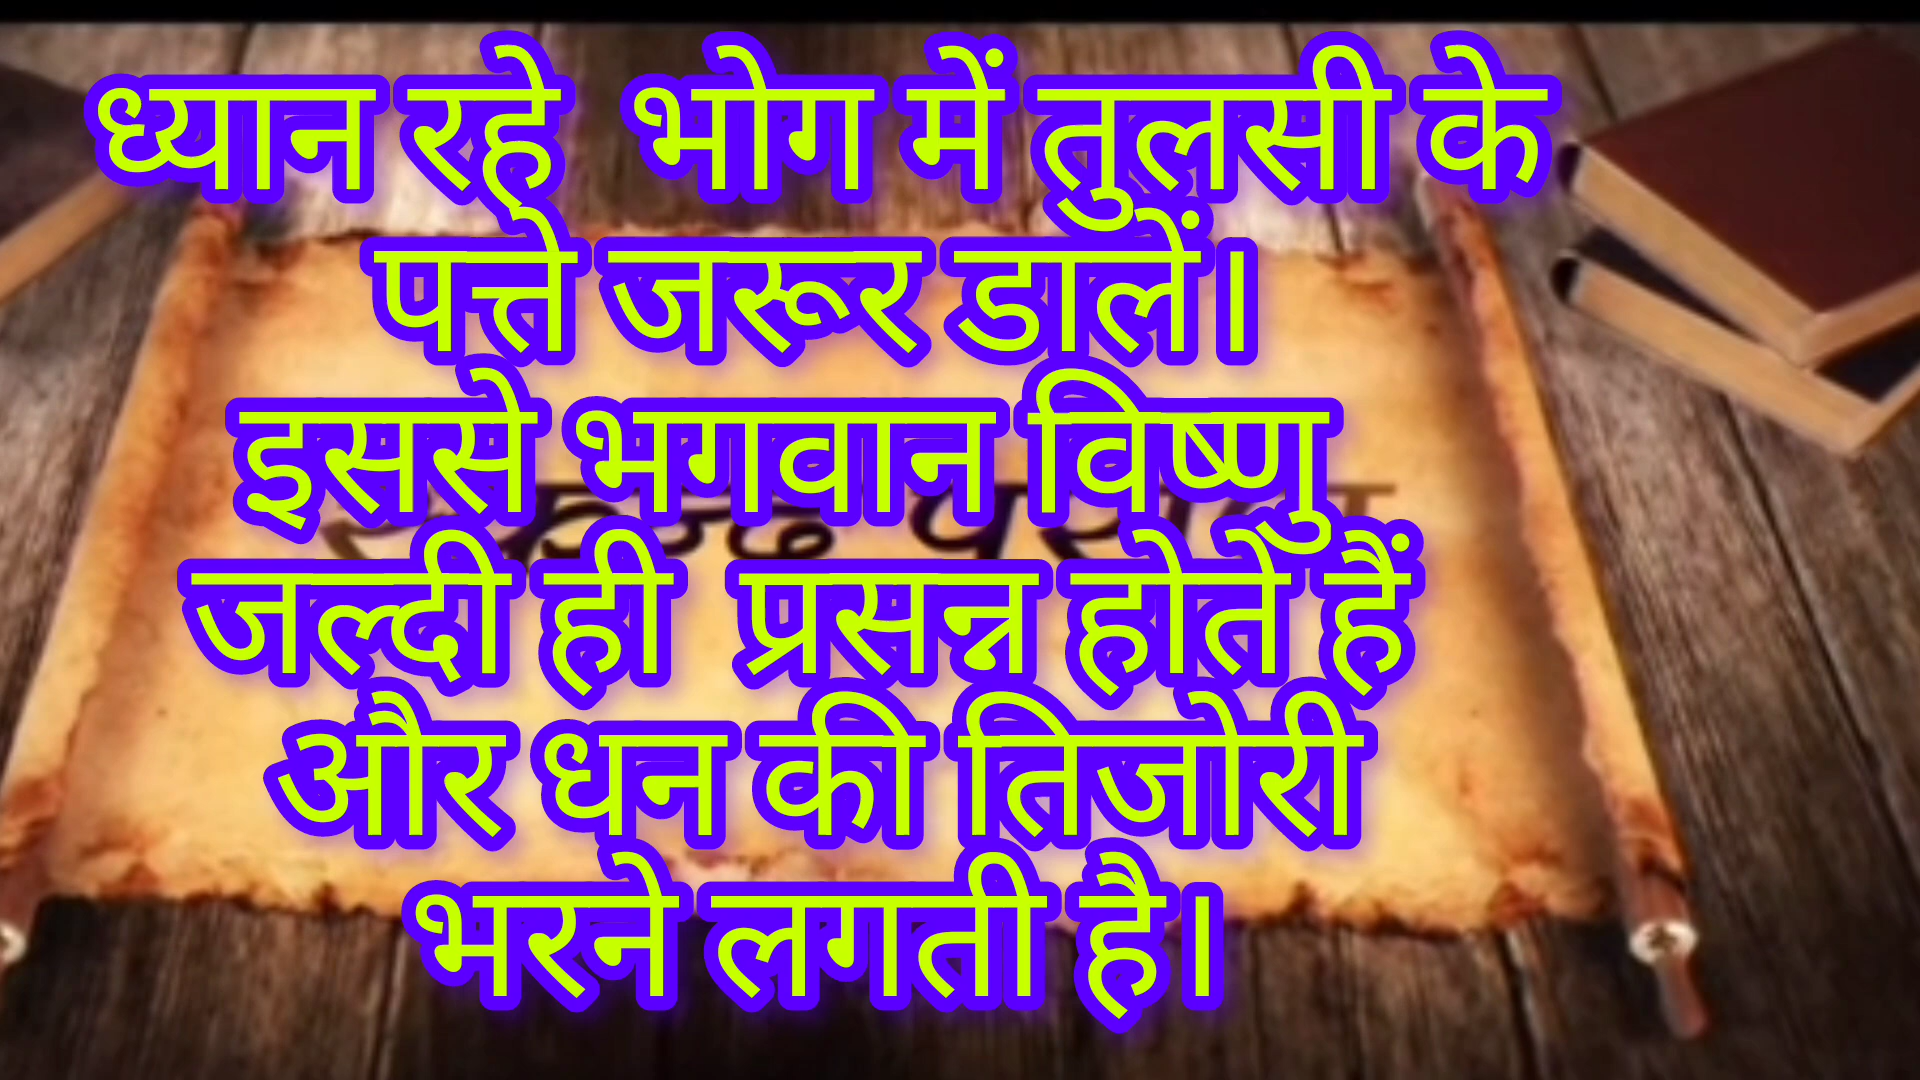 ध्यान रहे भोग में तुलसी के
पत्ते जरूर डालें।
इससे भगवान विष्णु
जल्दी ही प्रसन्न होते हैं
और धन की तिजोरी
भरने लगती है।